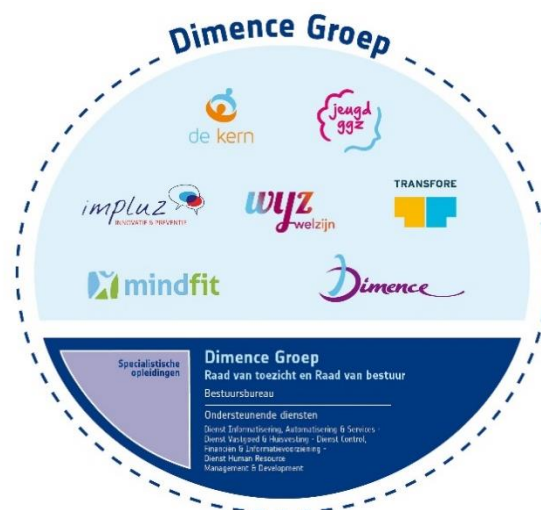 Dimence Groep
de kern
jeugd
ggz
impluz
INNOVATIE & PREVENTIE
wyz
welzijn
TRANSFORE
mindfit
Dimence
Specialistische
opleidingen
Dimence Groep
Raad van toezicht en Raad van bestuur
Bestuursbureau
Ondersteunende diensten
Dienst Informatisering, Automatisering & Services -
Dienst Vastgoed & Huisvesting - Dienst Control,
Financiën & Informatievoorziening -
Dienst Human Resource
Management & Development